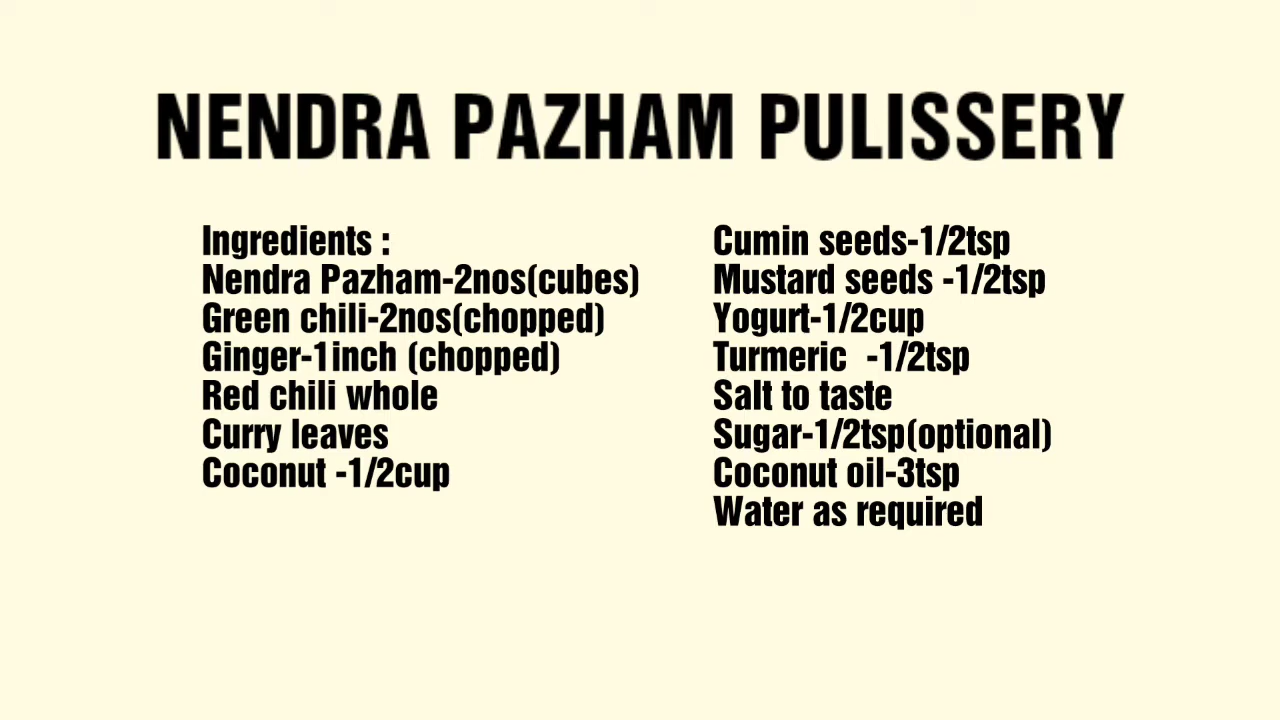 NENDRA PAZHAM PULISSERY
Ingredients :
Nendra Pazham-2nos(cubes)
Green chili-2nos(chopped)
Ginger-1inch (chopped)
Red chili whole
Curry leaves
Coconut -1/2cup
Cumin seeds-1/2tsp
Mustard seeds -1/2tsp
Yogurt-1/2cup
Turmeric  -1/2tsp
Salt to taste
Sugar-1/2tsp(optional)
Coconut oil-3tsp
Water as required